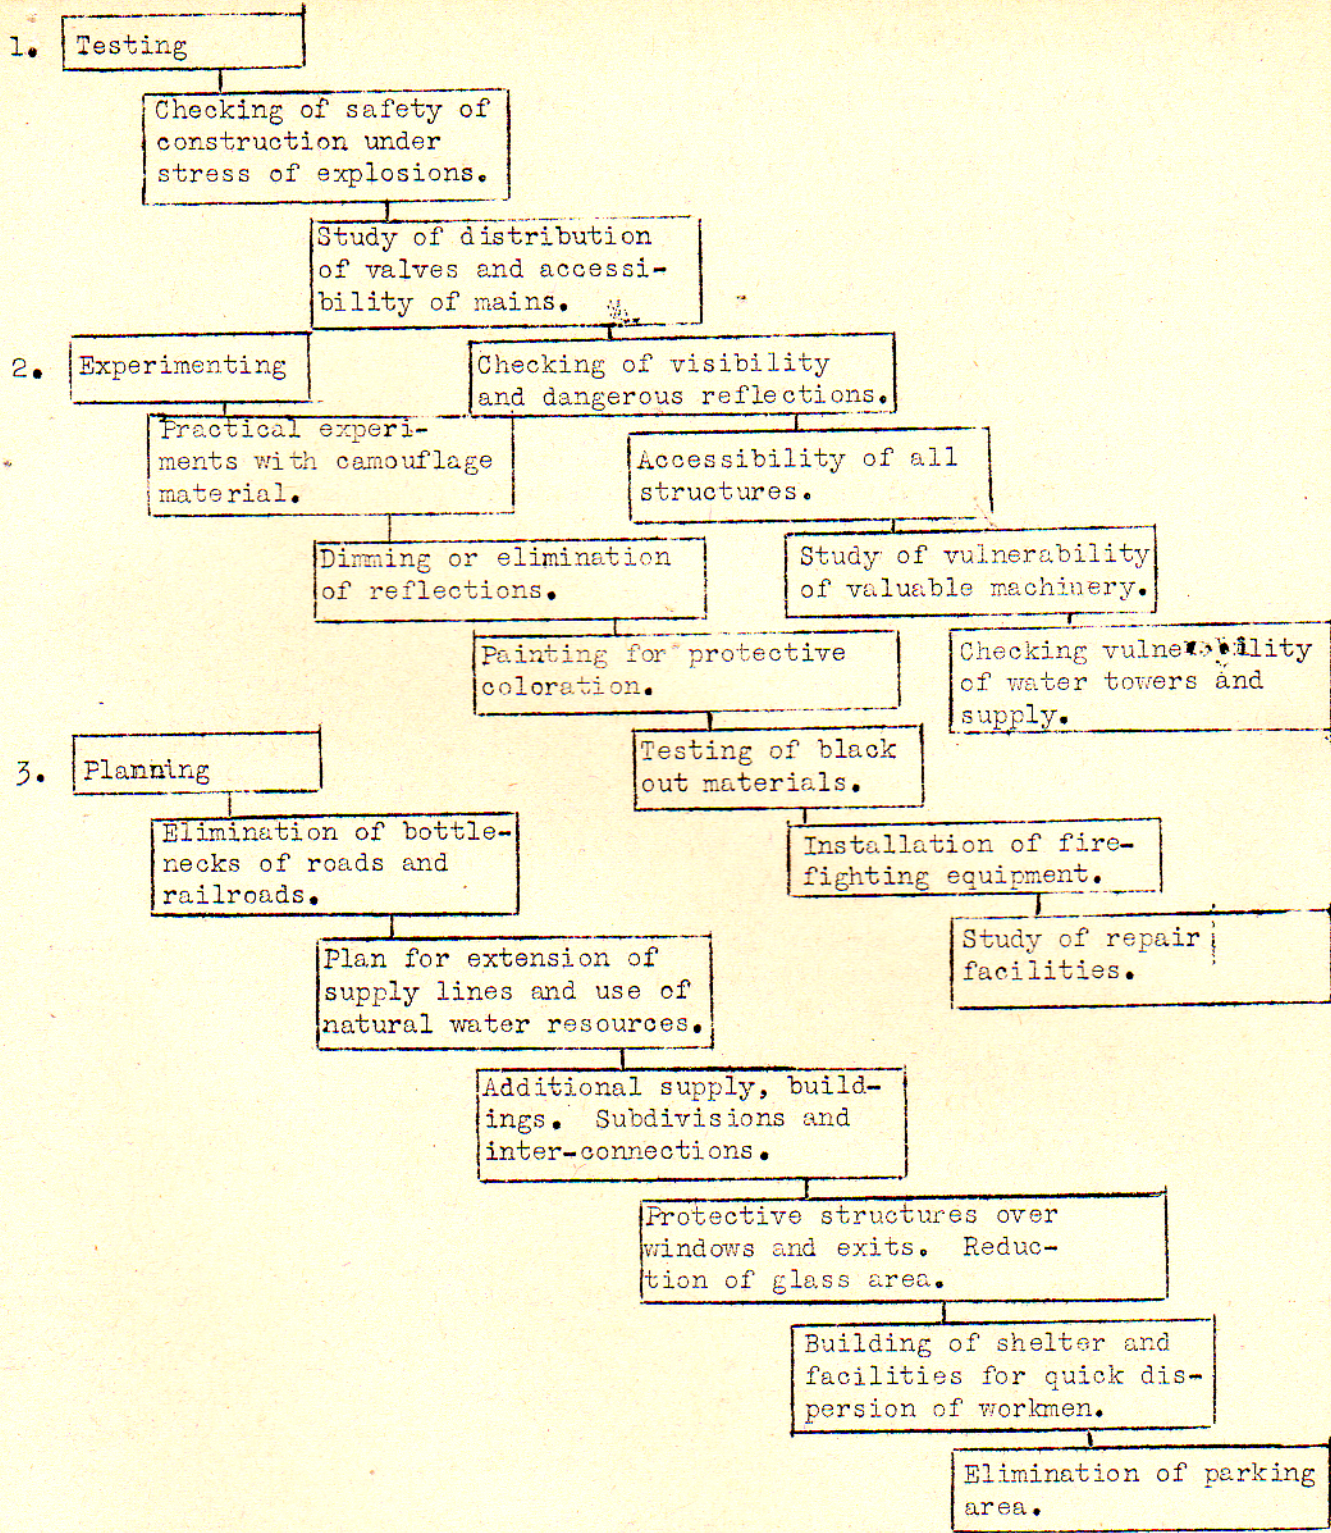 1. Testing
Checking of safety of
construction under
stress of explosions.
Study of distribution
of valves and accessi-
bility of mains.
Checking of visibility
and dangerous reflections.
Accessibility of all
structures.
Study of vulnerability
of valuable machinery.
Checking vulnerability
of water towers and
supply.
2. Experimenting
Practical experi-
ments with camouflage
material.
Dimming or elimination
of reflections.
Painting for protective
coloration.
Testing of black
out materials.
Installation of fire-
fighting equipment.
Study of repair
facilities.
3. Planning
Elimination of bottle-
necks of roads and
railroads.
Plan for extension of
supply lines and use of
natural water resources.
Additional supply, build-
ings. Subdivisions and
inter-connections.
Protective structures over
windows and exits. Reduc-
tion of glass area.
Building of shelter and
facilities for quick dis-
persion of workmen.
Elimination of parking
area.